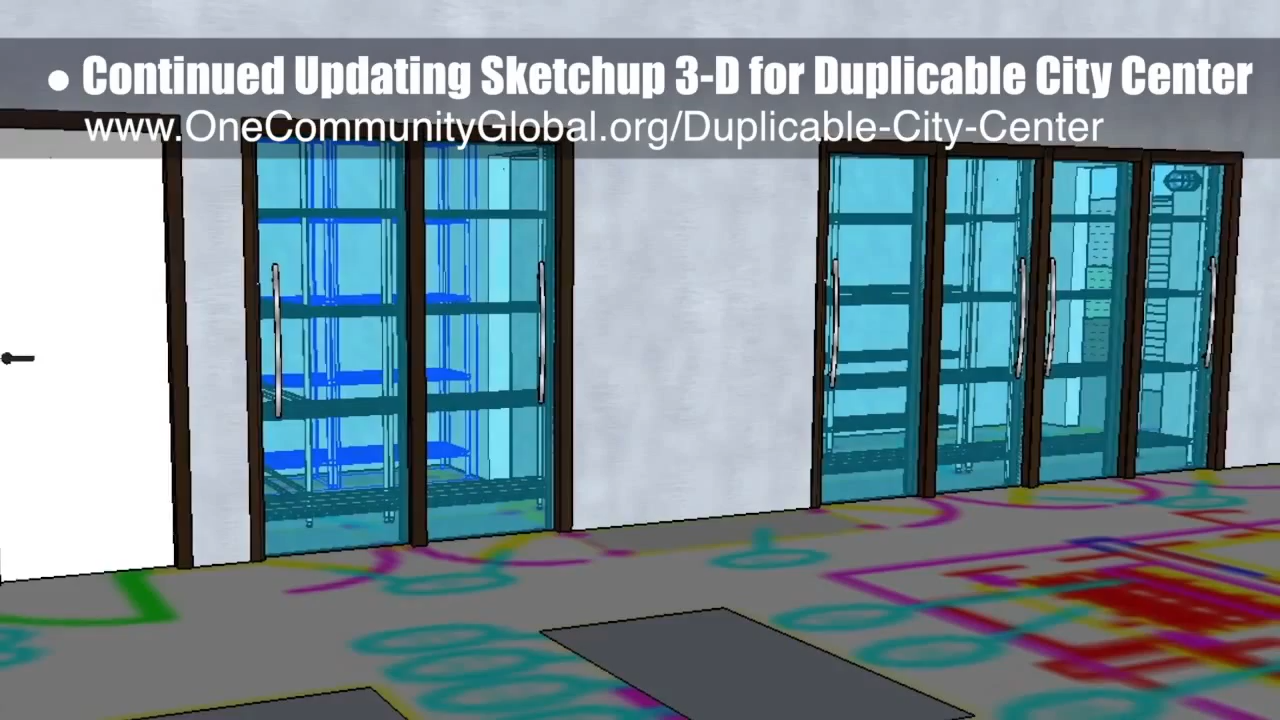 ● Continued Updating Sketchup 3-D for Duplicable City Center
www.OneCommunityGlobal.org/Duplicable-City-Center